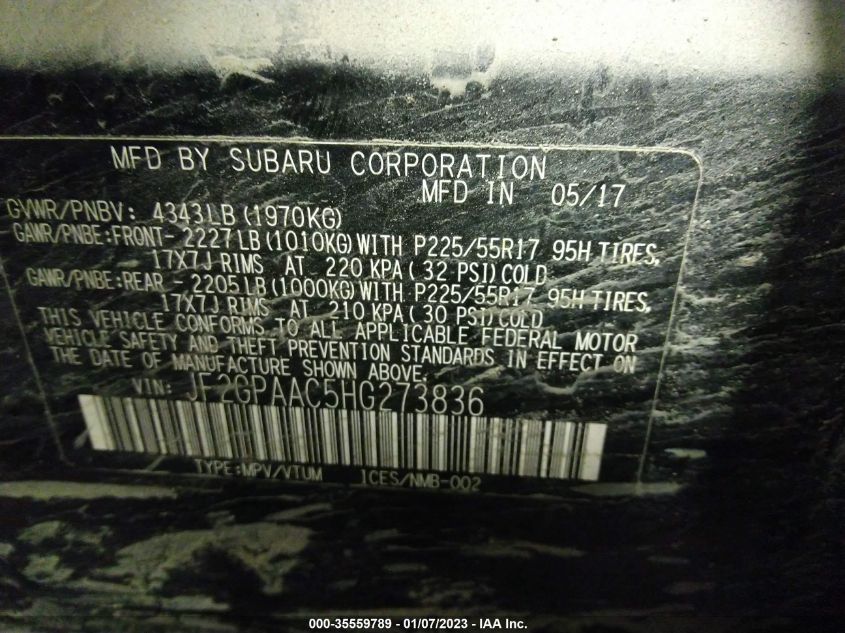 MFD BY SUBARU CORPORATION
MFD IN 05/17
GVWR/PNBV: 4343LB (1970KG)
GAWR/PNBE:FRONT- 2227LB (1010KG) WITH P225/55R17 95H TIRES,
17X7J RIMS AT 220 KPA (32 PSI) COLD
GAWR/PNBE:REAR - 2205LB (1000KG) WITH P225/55R17 95H TIRES,
17X7J RIMS AT 210 KPA (30 PSI) COLD
THIS VEHICLE CONFORMS TO ALL APPLICABLE FEDERAL MOTOR
VEHICLE SAFETY AND THEFT PREVENTION STANDARDS IN EFFECT ON
THE DATE OF MANUFACTURE SHOWN ABOVE.
VIN: JF2GPAAC5HG273836
TYPE:MPV/VTUM ICES/NMB-002
000-35559789 - 01/07/2023 - IAA Inc.